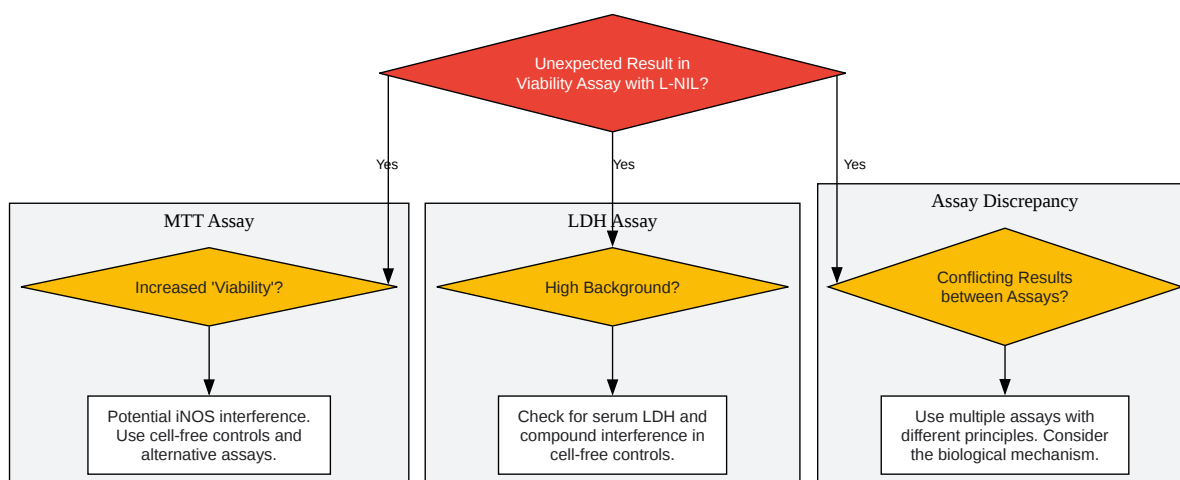 Unexpected Result in
Viability Assay with L-NIL?
Yes
Yes
Yes
MTT Assay
LDH Assay
Assay Discrepancy
Increased 'Viability'?
High Background?
Conflicting Results
between Assays?
Potential iNOS interference.
Use cell-free controls and
alternative assays.
Check for serum LDH and
compound interference in
cell-free controls.
Use multiple assays with
different principles. Consider
the biological mechanism.